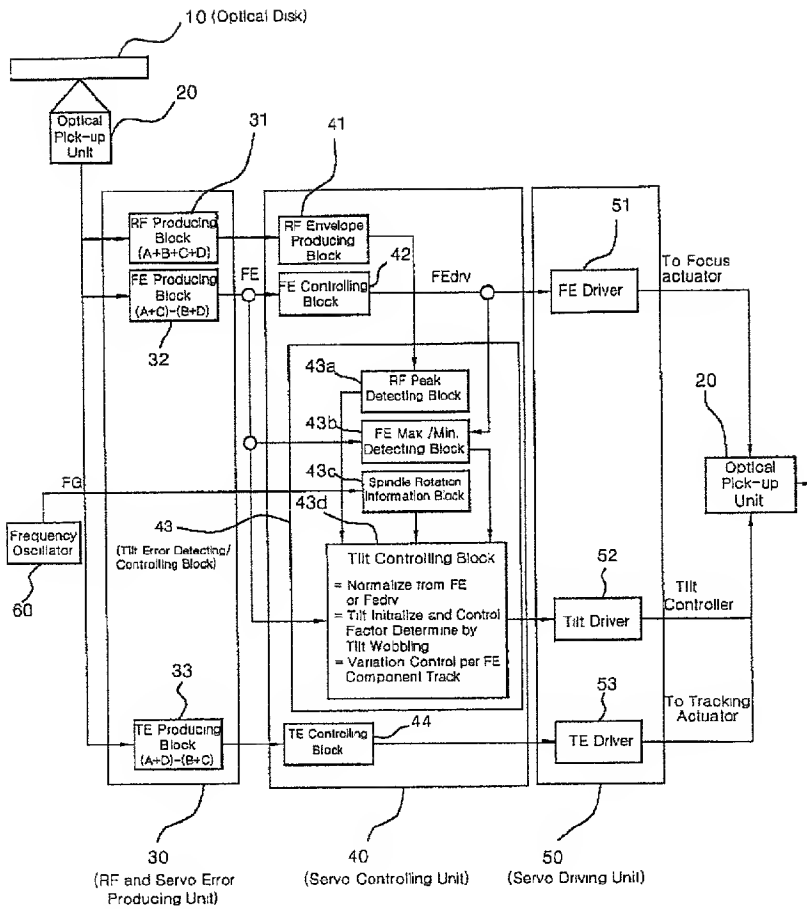 10 (Optical Disk)
20
Optical
Pick-up
Unit
31
41
RF Producing
Block
(A+B+C+D)
RF Envelope
Producing
Block
51
FE
42
FE Producing
Block
(A+C)-(B+D)
FE Controlling
Block
FEdrv
FE Driver
To Focus
actuator
32
43a
RF Peak
Detecting Block
43b
FE Max./Min.
Detecting Block
20
Optical
Pick-up
Unit
43c
FG
Spindle Rotation
Information Block
43d
43
Frequency
Oscillator
60
(Tilt Error Detecting/
Controlling Block)
Tilt Controlling Block
= Normalize from FE
or Fedrv
= Tilt Initialize and Control
Factor Determine by
Tilt Wobbling
= Variation Control per FE
Component Track
52
Tilt Driver
Tilt
Controller
33
TE Producing
Block
(A+D)-(B+C)
44
TE Controlling
Block
53
TE Driver
To Tracking
Actuator
30
(RF and Servo Error
Producing Unit)
40
(Servo Controlling Unit)
50
(Servo Driving Unit)